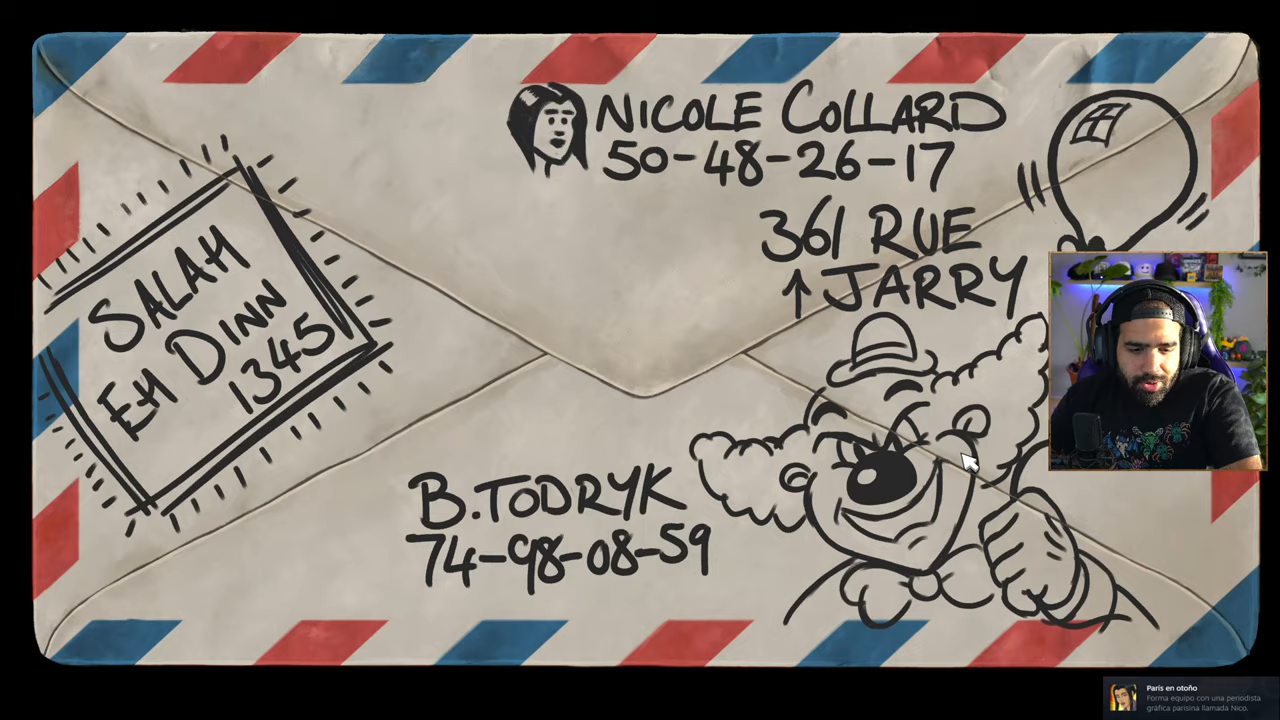 NICOLE COLLARD
50-48-26-17
361 RUE
↑ JARRY
SALAH
EH DINN
1345
B.TODRYK
74-98-08-59
París en otoño
Forma equipo con una periodista
gráfica parisina llamada Nico.